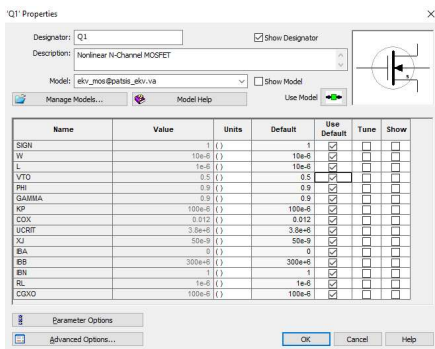 'Q1' Properties
Designator: Q1
Show Designator
Description: Nonlinear N-Channel MOSFET
Model: ekv_mos@patsis_ekv.va
Show Model
Manage Models...
Model Help
Use Model
Name Value Units Default Use Default Tune Show
SIGN 1 () 1
W 10e-6 () 10e-6
L 1e-6 () 10e-6
VTO 0.5 () 0.5
PHI 0.9 () 0.9
GAMMA 0.9 () 0.9
KP 100e-6 () 100e-6
COX 0.012 () 0.012
UCRIT 3.8e+6 () 3.8e+6
XJ 50e-9 () 50e-9
IBA 0 () 0
IBB 300e+6 () 300e+6
IBN 1 () 1
RL 1e-6 () 1e-6
CGXO 100e-6 () 100e-6
Parameter Options
Advanced Options...
OK
Cancel
Help